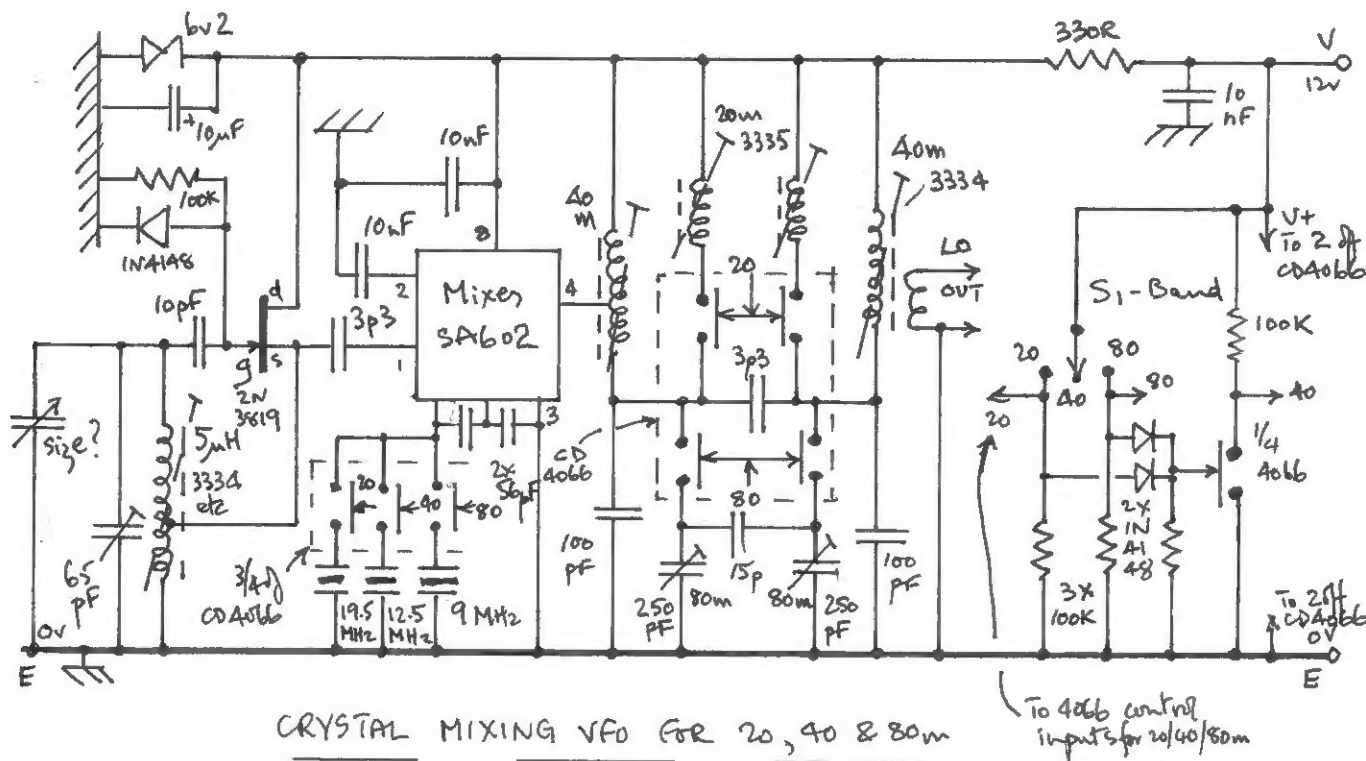 6v2
330R
V
12v
10
nF
+10µF
100K
1N4148
10nF
10nF
20m
3335
40m
3334
40
m
8
2
4
1
3
Mixer
SA602
LO
OUT
V+
To 2 off
CD4066
S1-Band
100K
10pF
d
g
s
2N
3819
3p3
20
3p3
20
40
80
80
20
40
1/4
4066
size?
5µH
3334
etc
65
pF
20
40
80
2x
56pF
CD
4066
80
100
pF
15p
250
pF
80m
80m
250
pF
100
pF
3/4 of
CD4066
19.5
MHz
12.5
MHz
9 MHz
3x
100K
2x
1N
41
48
To 2 off
CD4066
0v
0V
E
E
To 4066 control
inputs for 20/40/80m
CRYSTAL MIXING VFO FOR 20, 40 & 80m